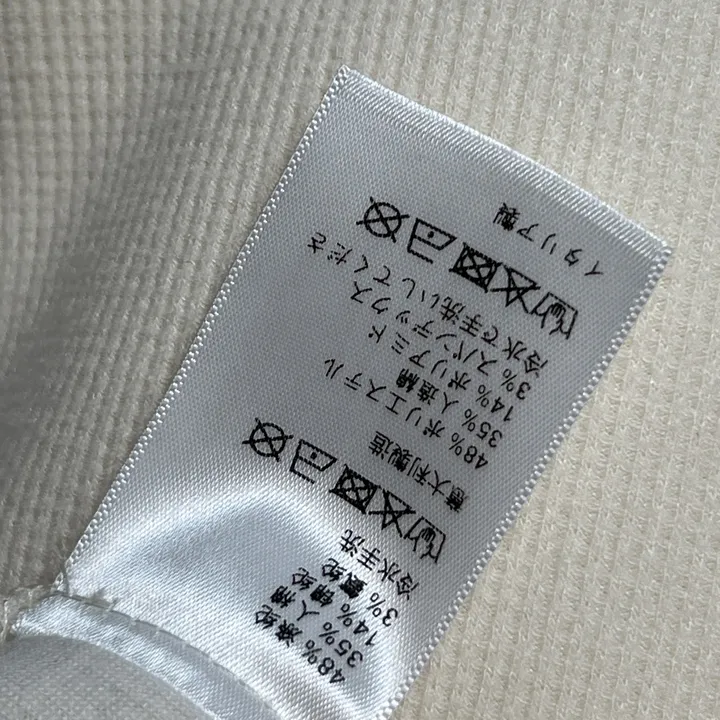 48% 涤纶
35% 人棉
14% 锦纶
3% 氨纶
冷水手洗
意大利製造
48% ポリエステル
35% 人造絹
14% ポリアミド
3% スパンデックス
冷水で手洗いしてくださ
イタリア製